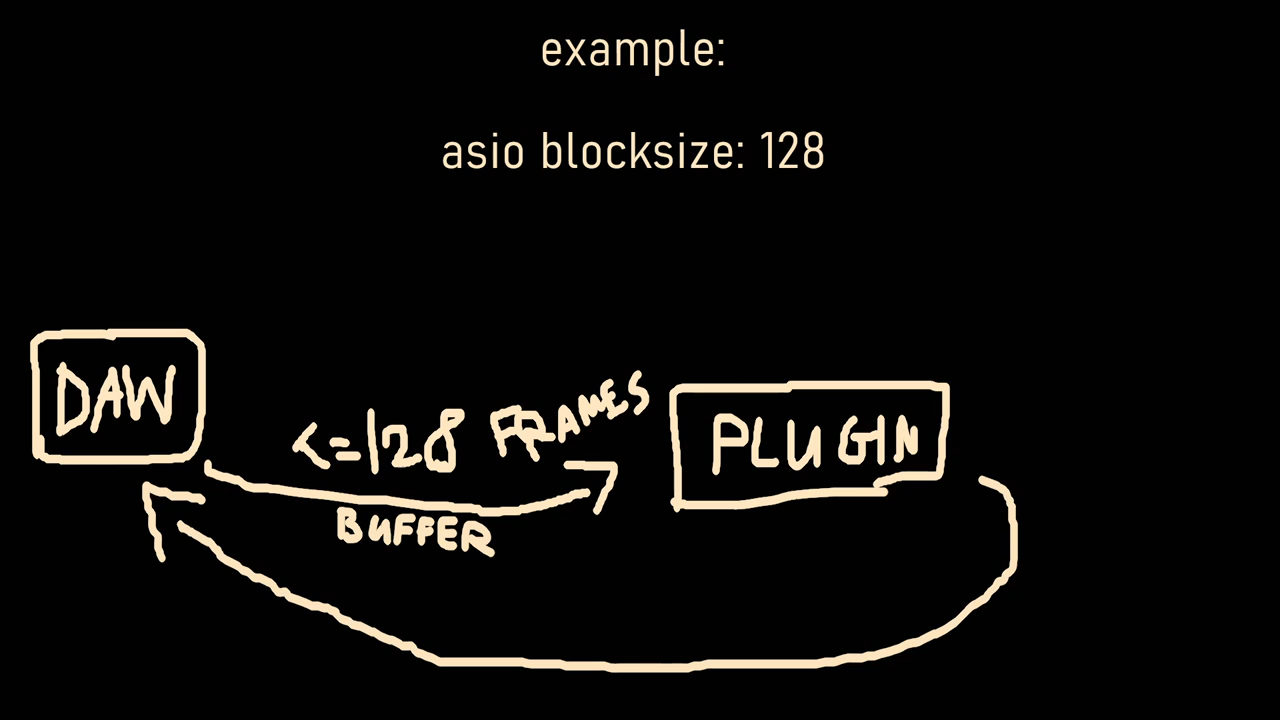 example:
asio blocksize: 128
DAW
<=128 FRAMES
PLUGIN
BUFFER